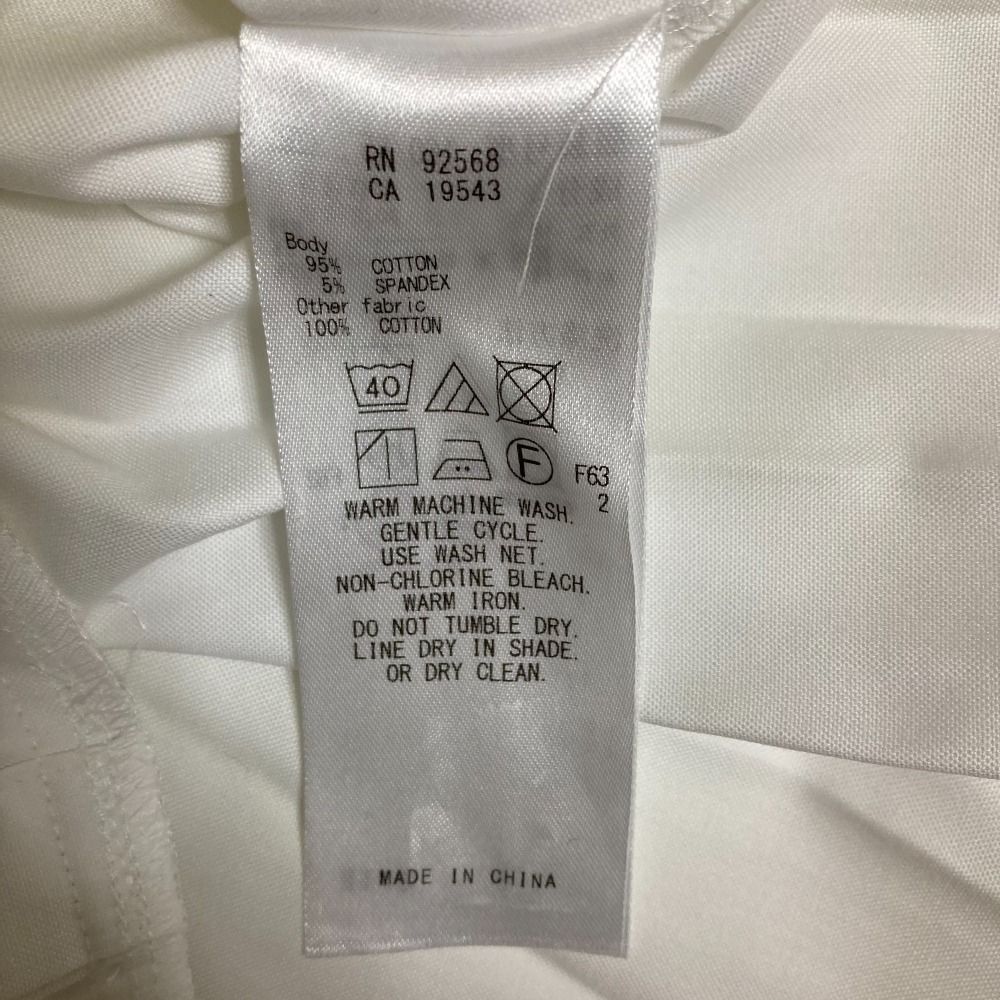 RN 92568
CA 19543
Body
95% COTTON
5% SPANDEX
Other fabric
100% COTTON
40
F
F63
2
WARM MACHINE WASH.
GENTLE CYCLE.
USE WASH NET.
NON-CHLORINE BLEACH.
WARM IRON.
DO NOT TUMBLE DRY.
LINE DRY IN SHADE.
OR DRY CLEAN.
MADE IN CHINA